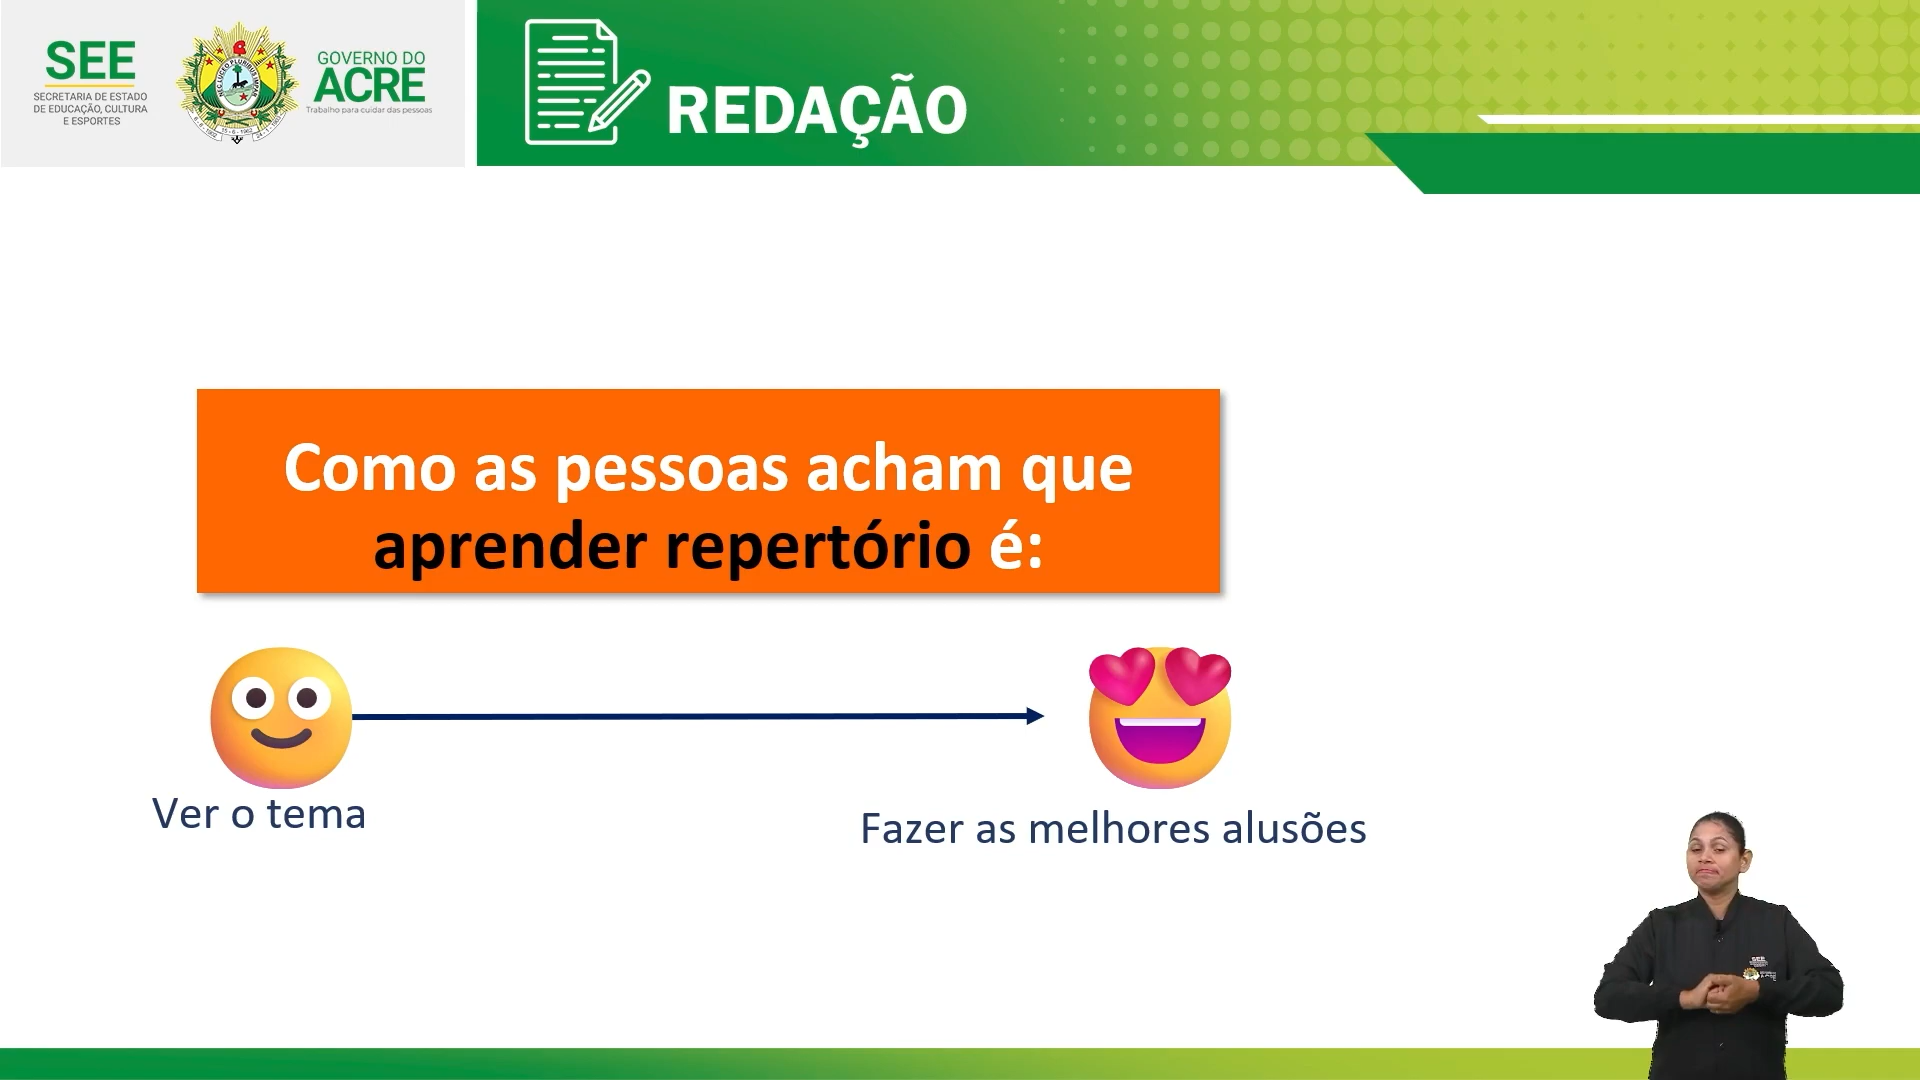 SEE
SECRETARIA DE ESTADO
DE EDUCAÇÃO, CULTURA
E ESPORTES
GOVERNO DO
ACRE
Trabalho para cuidar das pessoas
REDAÇÃO
Como as pessoas acham que
aprender repertório é:
Ver o tema
Fazer as melhores alusões
SEE